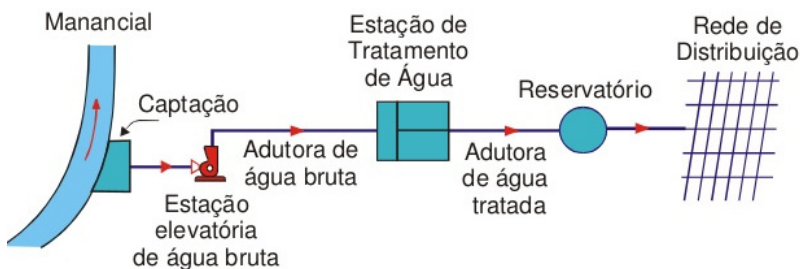 Manancial
Captação
Estação
elevatória
de água bruta
Adutora de
água bruta
Estação de
Tratamento
de Água
Adutora
de água
tratada
Reservatório
Rede de
Distribuição